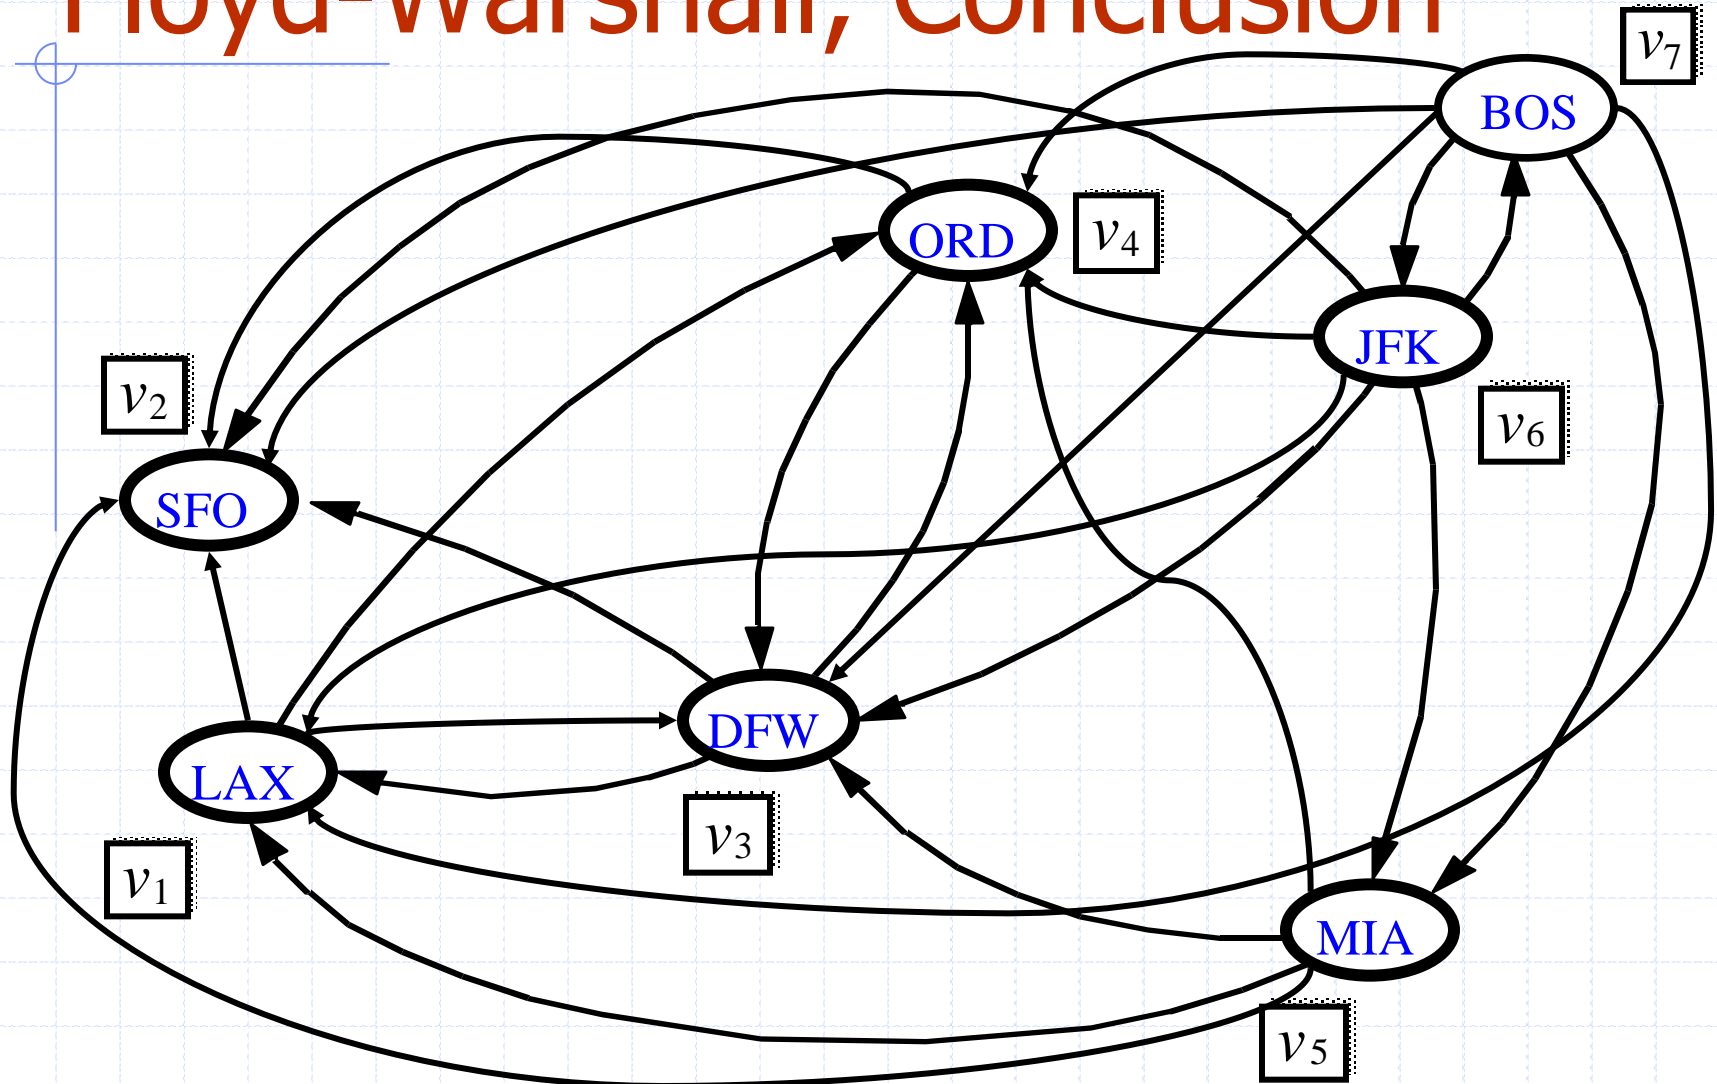 Floyd-Warshall, Conclusion
v7
BOS
ORD
v4
JFK
v2
v6
SFO
DFW
LAX
v3
v1
MIA
v5